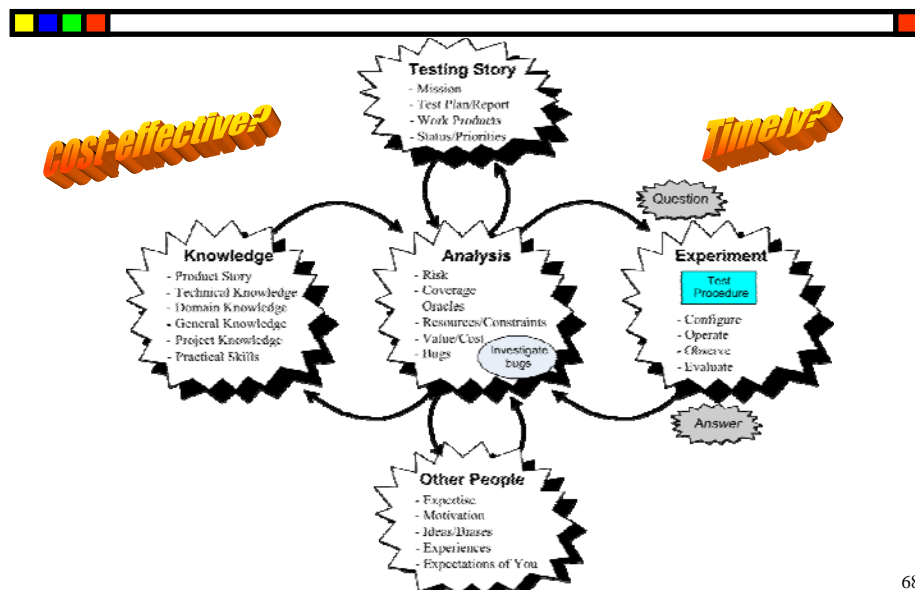 Testing Story
- Mission
- Test Plan/Report
- Work Products
- Status/Priorities
Cost-effective?
Timely?
Question
Knowledge
- Product Story
- Technical Knowledge
- Domain Knowledge
- General Knowledge
- Project Knowledge
- Practical Skills
Analysis
- Risk
- Coverage
Oracles
- Resources/Constraints
- Value/Cost
- Bugs
Investigate
bugs
Experiment
Test
Procedure
- Configure
- Operate
- Observe
- Evaluate
Answer
Other People
- Expertise
- Motivation
- Ideas/Biases
- Experiences
- Expectations of You
68